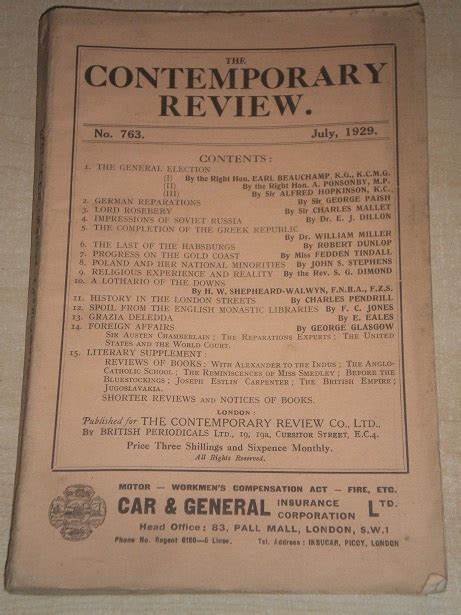 THE
CONTEMPORARY
REVIEW.
No. 763. July, 1929.
CONTENTS:
1. THE GENERAL ELECTION
(I) By the Right Hon. EARL BEAUCHAMP, K.G., K.C.M.G.
(II) By the Right Hon. A. PONSONBY, M.P.
(III) By Sir ALFRED HOPKINSON, K.C.,
2. GERMAN REPARATIONS By Sir GEORGE PAISH
3. LORD ROSEBERY By Sir CHARLES MALLET
4. IMPRESSIONS OF SOVIET RUSSIA By Dr. E. J. DILLON
5. THE COMPLETION OF THE GREEK REPUBLIC
By Dr. WILLIAM MILLER
6. THE LAST OF THE HABSBURGS By ROBERT DUNLOP
7. PROGRESS ON THE GOLD COAST By Miss FEDDEN TINDALL
8. POLAND AND HER NATIONAL MINORITIES By JOHN S. STEPHENS
9. RELIGIOUS EXPERIENCE AND REALITY By the Rev. S. G. DIMOND
10. A LOTHARIO OF THE DOWNS
By H. W. SHEPHEARD-WALWYN, F.N.B.A., F.Z.S.
11. HISTORY IN THE LONDON STREETS By CHARLES PENDRILL
12. SPOIL FROM THE ENGLISH MONASTIC LIBRARIES By F. C. JONES
13. GRAZIA DELEDDA By E. EALES
14. FOREIGN AFFAIRS By GEORGE GLASGOW
SIR AUSTEN CHAMBERLAIN; THE REPARATIONS EXPERTS; THE UNITED
STATES AND THE WORLD COURT.
15. LITERARY SUPPLEMENT:
REVIEWS OF BOOKS: WITH ALEXANDER TO THE INDUS; THE ANGLO-
CATHOLIC SCHOOL; THE REMINISCENCES OF MISS SMEDLEY; BEFORE THE
BLUESTOCKINGS; JOSEPH ESTLIN CARPENTER; THE BRITISH EMPIRE;
JUGOSLAVAKIA.
SHORTER REVIEWS AND NOTICES OF BOOKS.
LONDON:
Published for THE CONTEMPORARY REVIEW CO., LTD.,
By BRITISH PERIODICALS LTD., 19, 19A, CURSITOR STREET, E.C.4.
Price Three Shillings and Sixpence Monthly.
All Rights Reserved.
MOTOR — WORKMEN'S COMPENSATION ACT — FIRE, ETC.
CAR & GENERAL INSURANCE CORPORATION LTD.
Head Office: 83, PALL MALL, LONDON, S.W.1
Phone No. Regent 6160—5 Lines. Tel. Address: INSUCAR, PICCY, LONDON